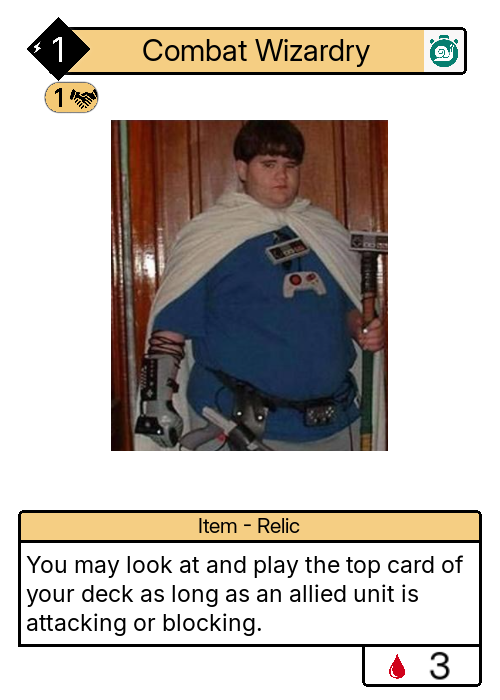 1 Combat Wizardry
1
Item - Relic
You may look at and play the top card of
your deck as long as an allied unit is
attacking or blocking.
3